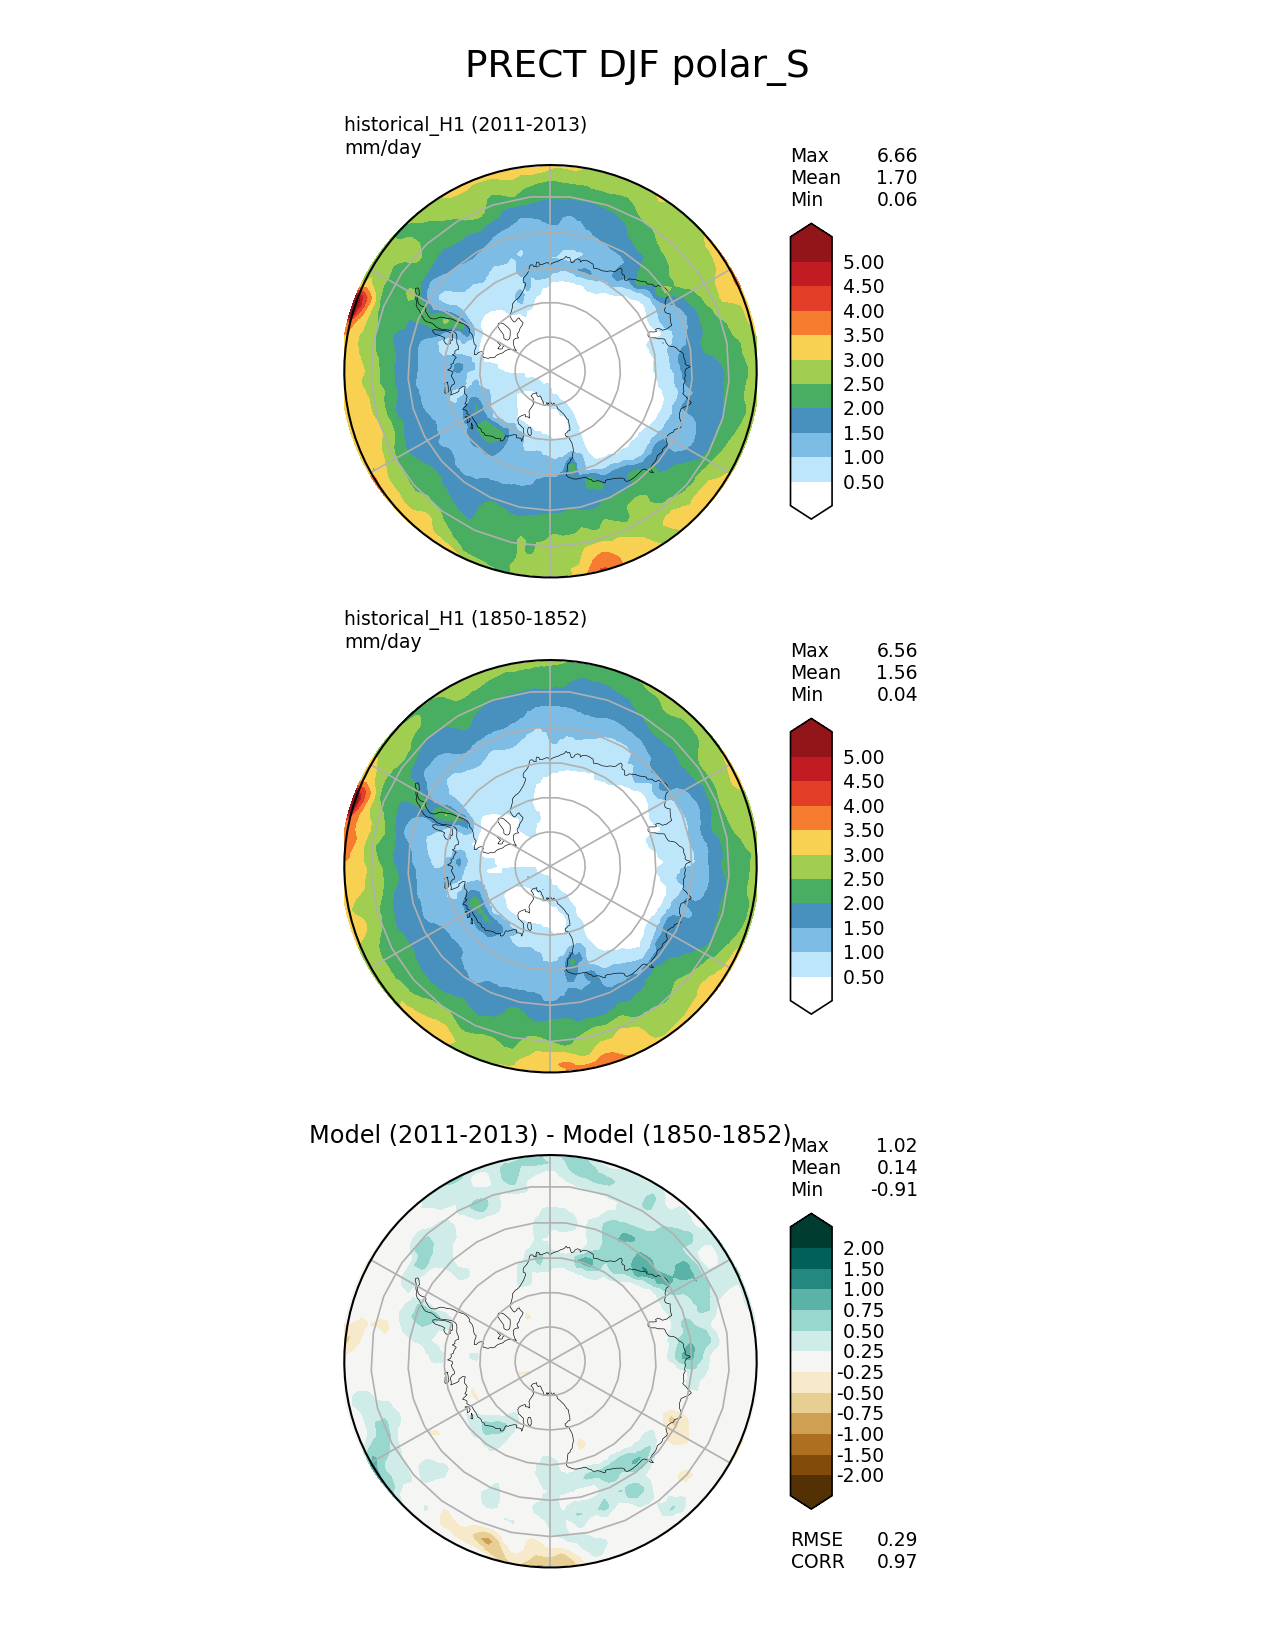 PRECT DJF polar_S
historical_H1 (2011-2013)
mm/day
Max 6.66
Mean 1.70
Min 0.06
5.00
4.50
4.00
3.50
3.00
2.50
2.00
1.50
1.00
0.50
historical_H1 (1850-1852)
mm/day
Max 6.56
Mean 1.56
Min 0.04
5.00
4.50
4.00
3.50
3.00
2.50
2.00
1.50
1.00
0.50
Model (2011-2013) - Model (1850-1852)
Max 1.02
Mean 0.14
Min -0.91
2.00
1.50
1.00
0.75
0.50
0.25
-0.25
-0.50
-0.75
-1.00
-1.50
-2.00
RMSE 0.29
CORR 0.97